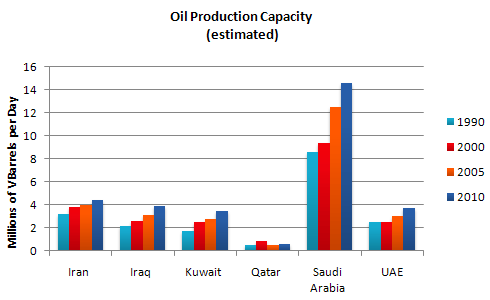 Oil Production Capacity
(estimated)
Millions of VBarrels per Day
16
14
12
10
8
6
4
2
0
Iran
Iraq
Kuwait
Qatar
Saudi
Arabia
UAE
1990
2000
2005
2010